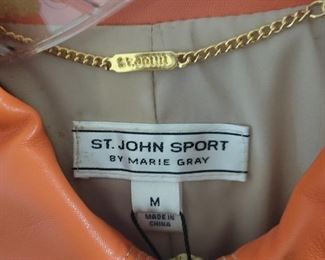 ST. JOHN
ST. JOHN SPORT
BY MARIE GRAY
M
MADE IN
CHINA